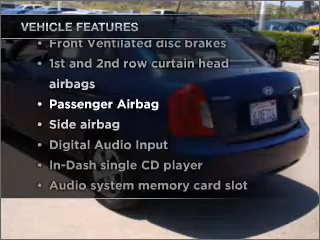 VEHICLE FEATURES
• Front Ventilated disc brakes
• 1st and 2nd row curtain head
airbags
• Passenger Airbag
• Side airbag
• Digital Audio Input
• In-Dash single CD player
• Audio system memory card slot